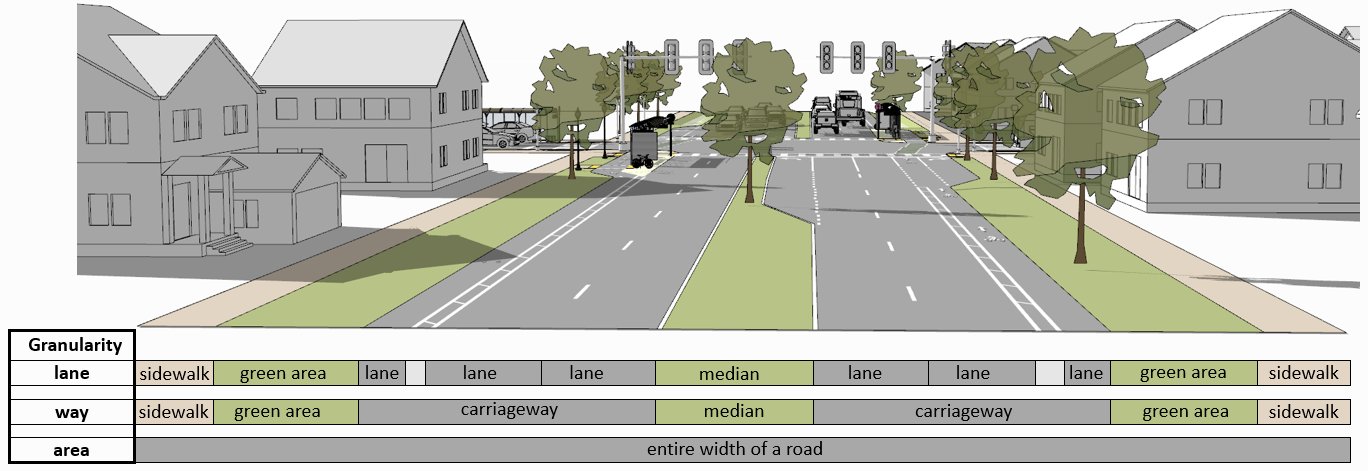 Granularity
lane sidewalk green area lane lane lane median lane lane lane green area sidewalk
way sidewalk green area carriageway median carriageway green area sidewalk
area entire width of a road